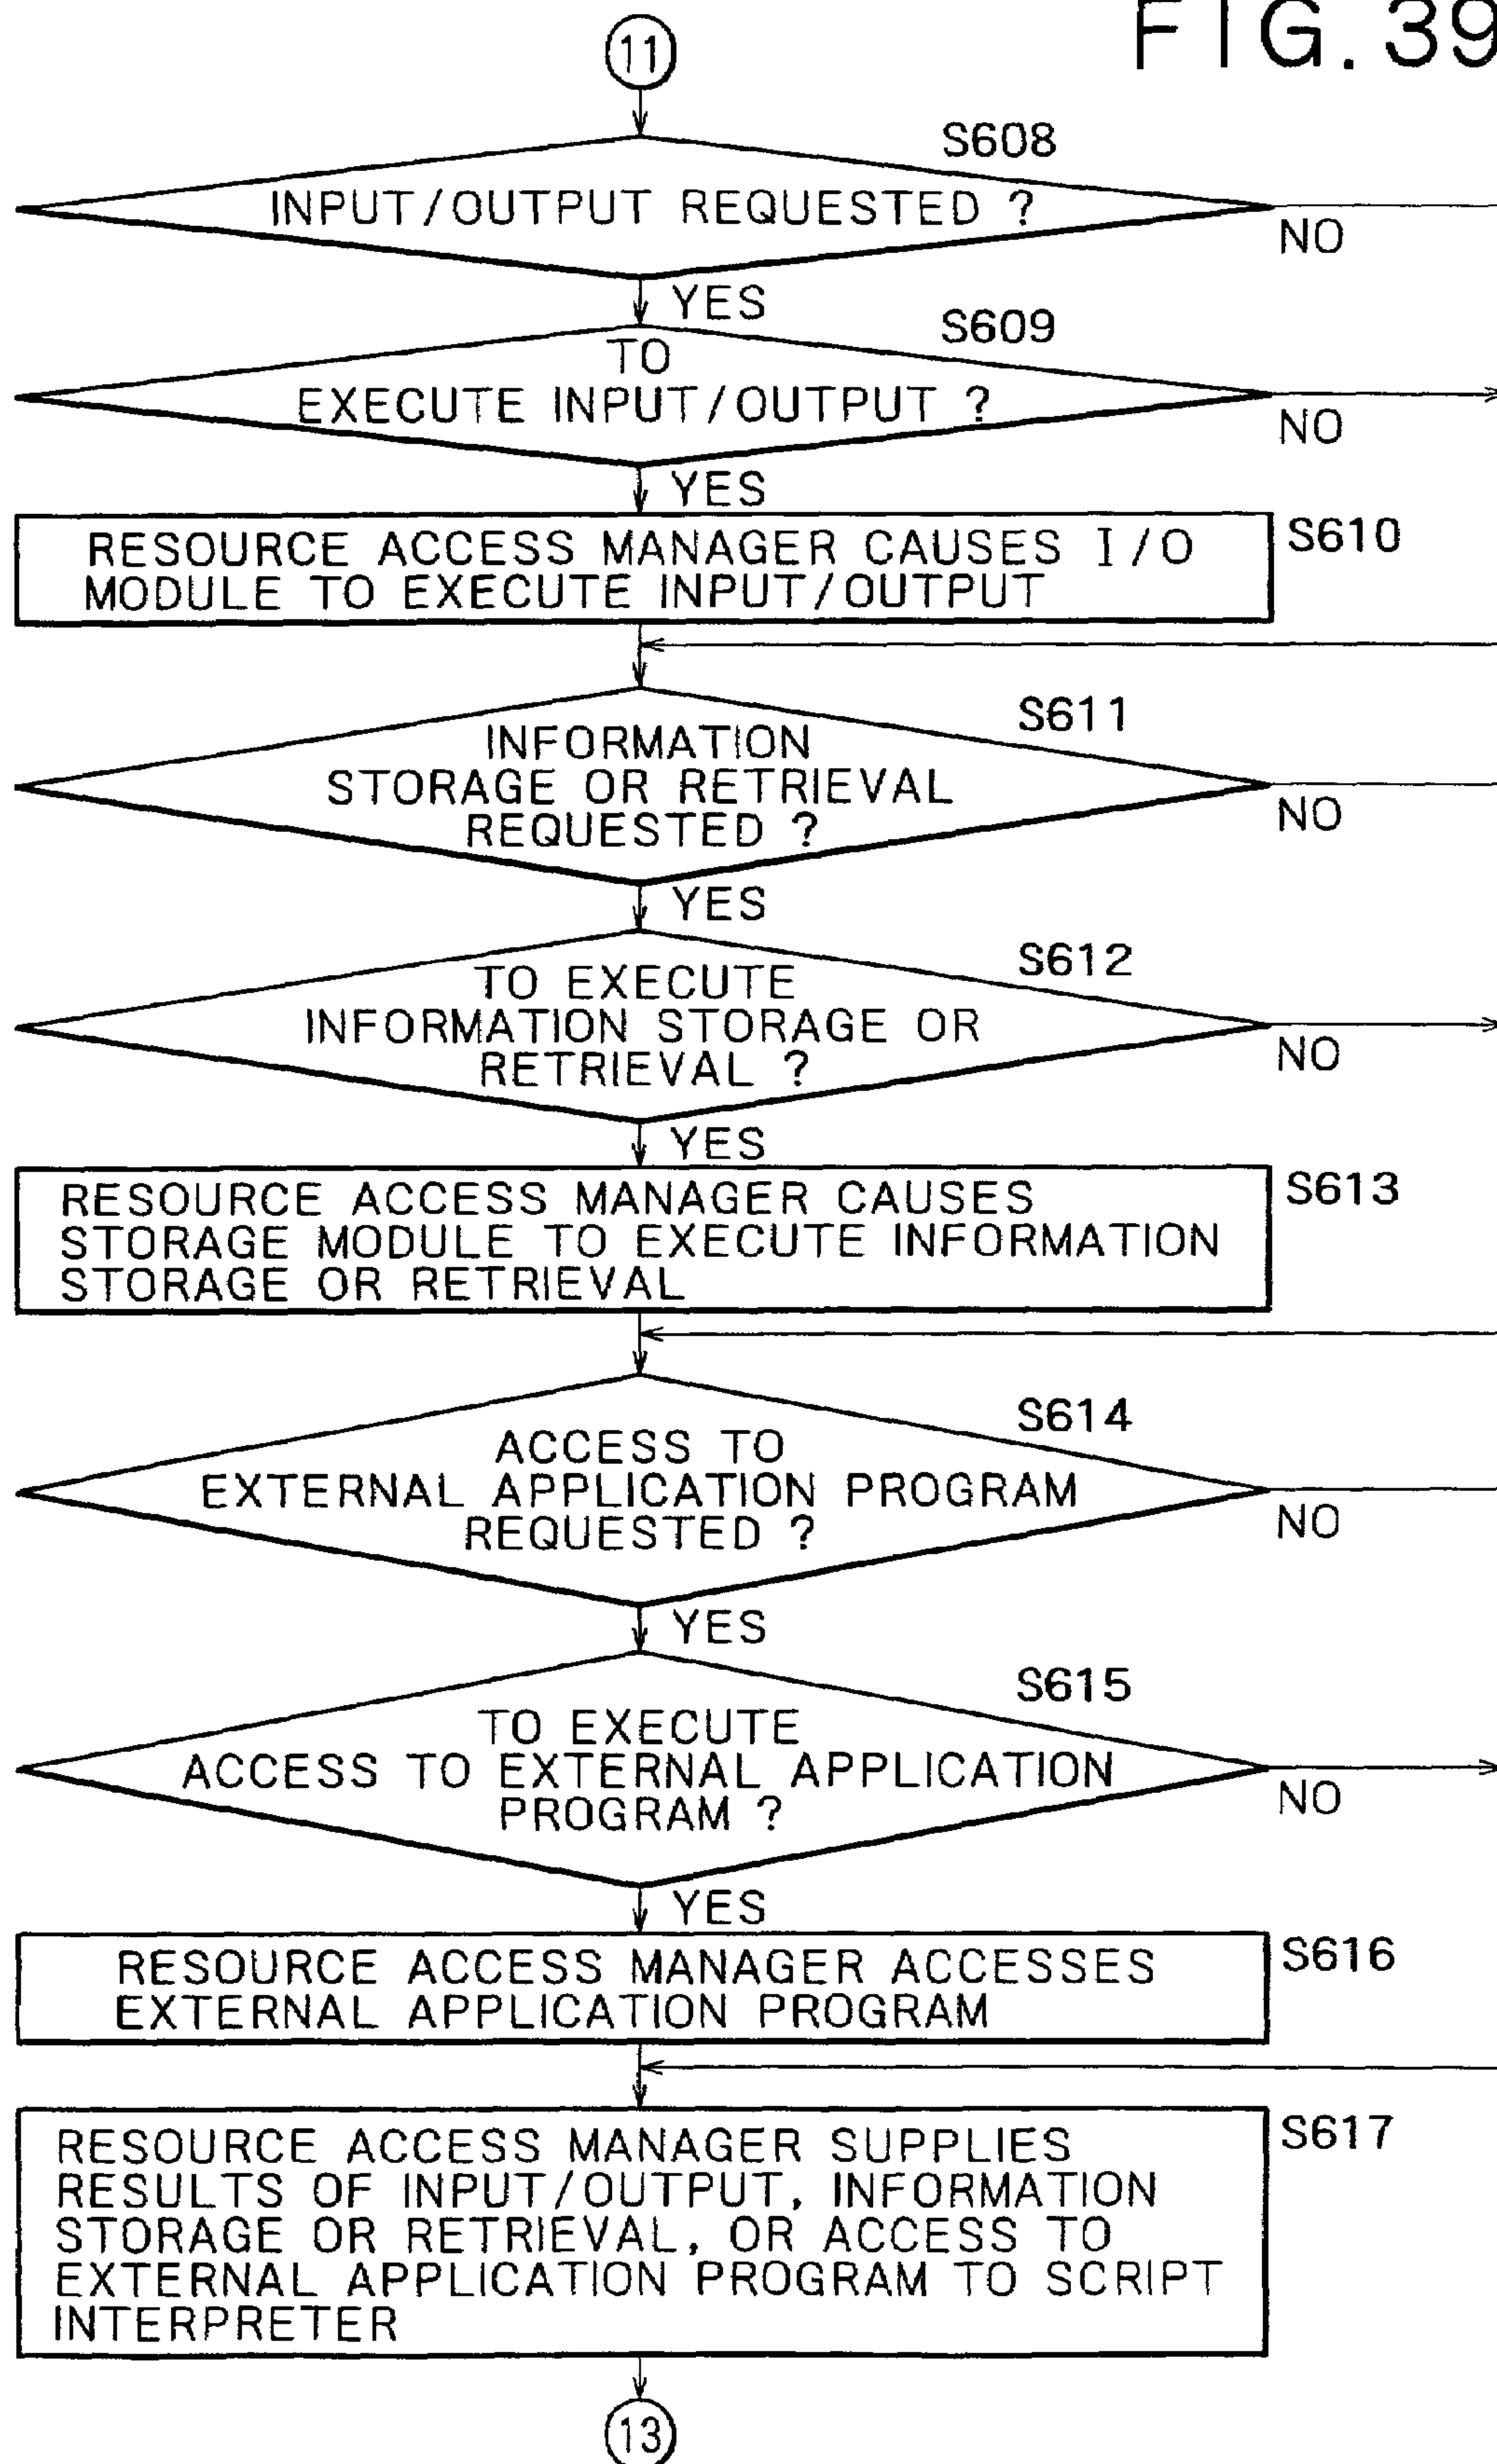 FIG. 39
11
S608
INPUT/OUTPUT REQUESTED ?
NO
YES
S609
TO
EXECUTE INPUT/OUTPUT ?
NO
YES
S610
RESOURCE ACCESS MANAGER CAUSES I/O
MODULE TO EXECUTE INPUT/OUTPUT
S611
INFORMATION
STORAGE OR RETRIEVAL
REQUESTED ?
NO
YES
S612
TO EXECUTE
INFORMATION STORAGE OR
RETRIEVAL ?
NO
YES
S613
RESOURCE ACCESS MANAGER CAUSES
STORAGE MODULE TO EXECUTE INFORMATION
STORAGE OR RETRIEVAL
S614
ACCESS TO
EXTERNAL APPLICATION PROGRAM
REQUESTED ?
NO
YES
S615
TO EXECUTE
ACCESS TO EXTERNAL APPLICATION
PROGRAM ?
NO
YES
S616
RESOURCE ACCESS MANAGER ACCESSES
EXTERNAL APPLICATION PROGRAM
S617
RESOURCE ACCESS MANAGER SUPPLIES
RESULTS OF INPUT/OUTPUT, INFORMATION
STORAGE OR RETRIEVAL, OR ACCESS TO
EXTERNAL APPLICATION PROGRAM TO SCRIPT
INTERPRETER
13